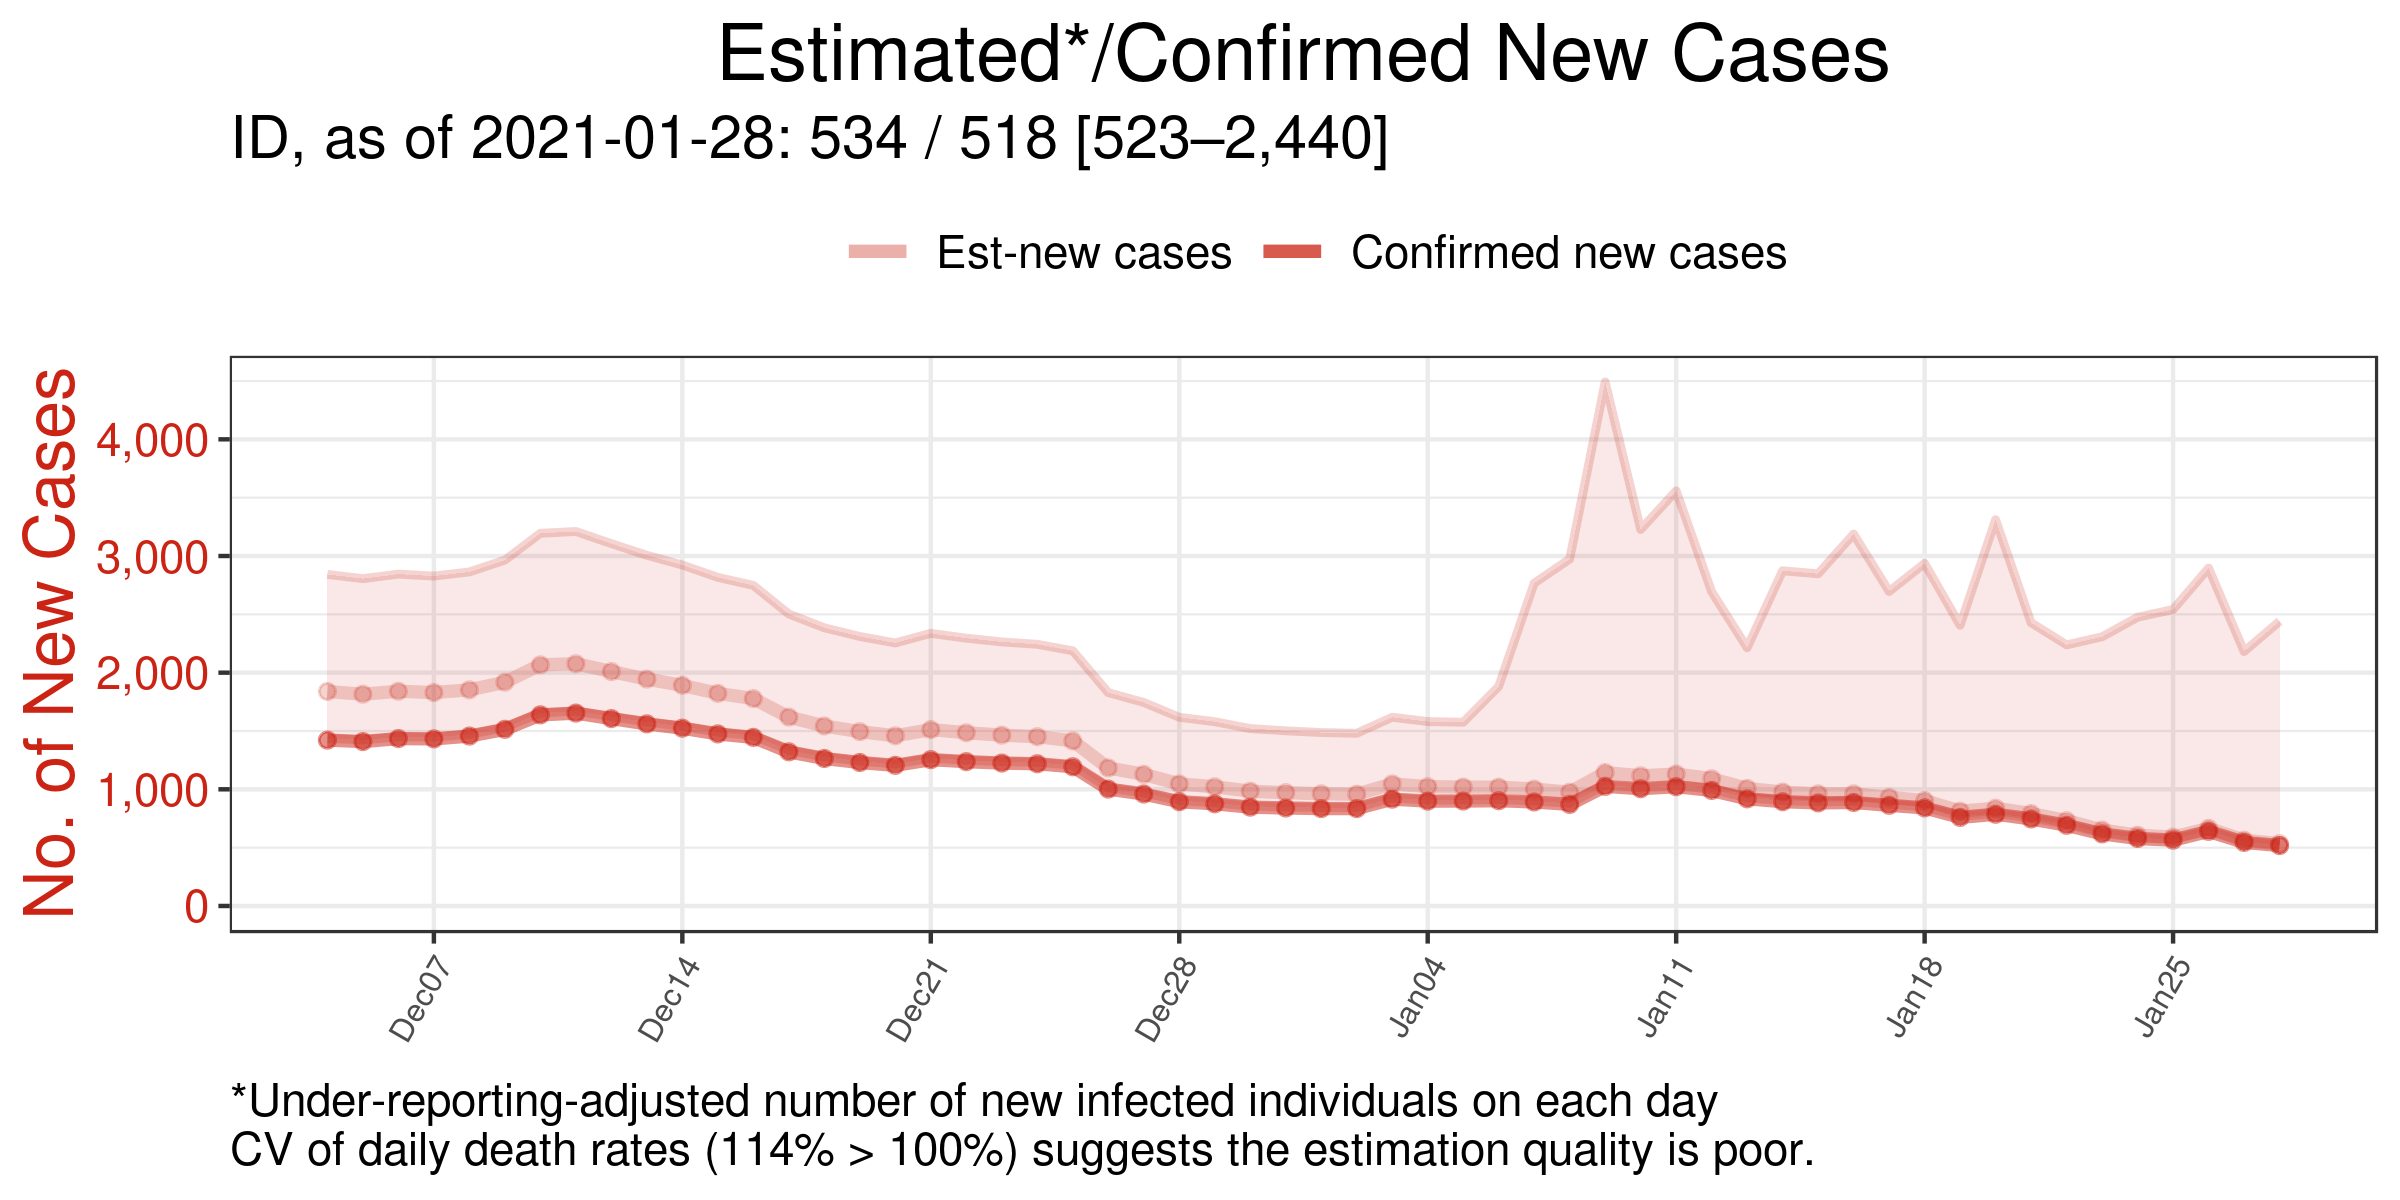 Estimated*/Confirmed New Cases
ID, as of 2021-01-28: 534 / 518 [523–2,440]
Est-new cases
Confirmed new cases
No. of New Cases
4,000
3,000
2,000
1,000
0
Dec07
Dec14
Dec21
Dec28
Jan04
Jan11
Jan18
Jan25
*Under-reporting-adjusted number of new infected individuals on each day
CV of daily death rates (114% > 100%) suggests the estimation quality is poor.